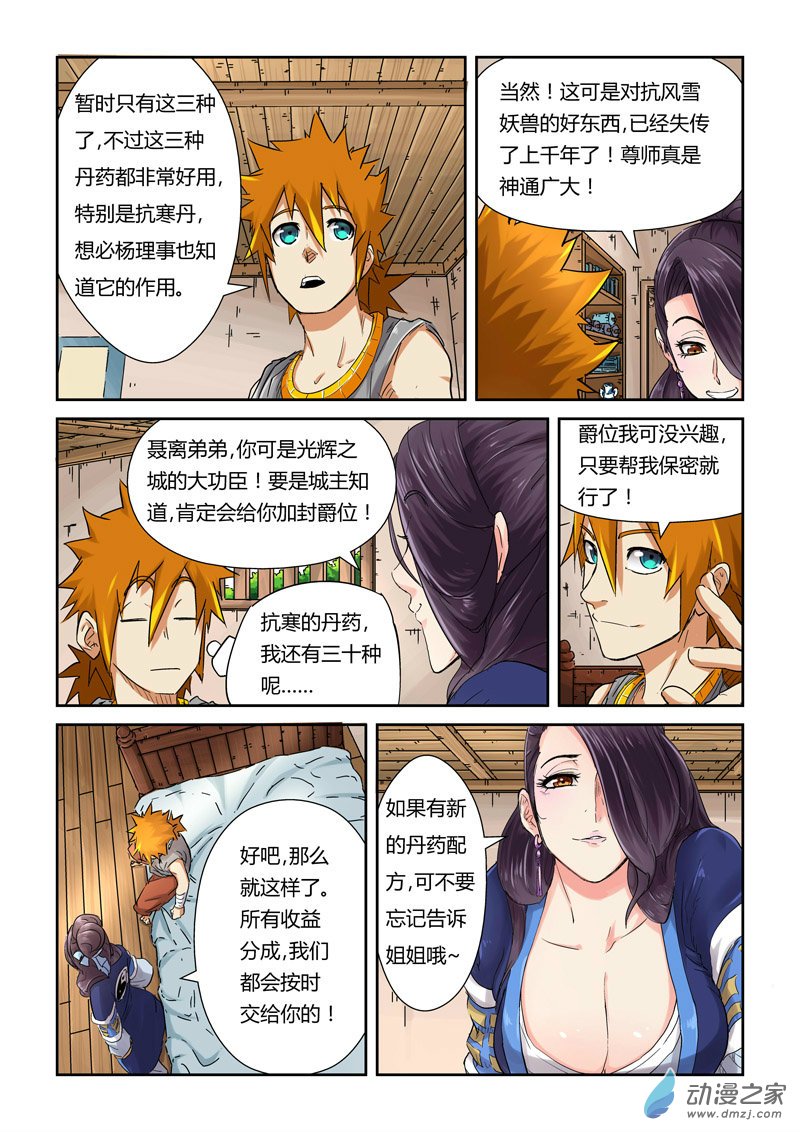 暂时只有这三种
了,不过这三种
丹药都非常好用,
特别是抗寒丹,
想必杨理事也知
道它的作用。
当然！这可是对抗风雪
妖兽的好东西,已经失传
了上千年了！尊师真是
神通广大！
聂离弟弟,你可是光辉之
城的大功臣！要是城主知
道,肯定会给你加封爵位！
抗寒的丹药,
我还有三十种
呢……
爵位我可没兴趣,
只要帮我保密就
行了！
好吧,那么
就这样了。
所有收益
分成,我们
都会按时
交给你的！
如果有新
的丹药配
方,可不要
忘记告诉
姐姐哦~
动漫之家
www.dmzj.com